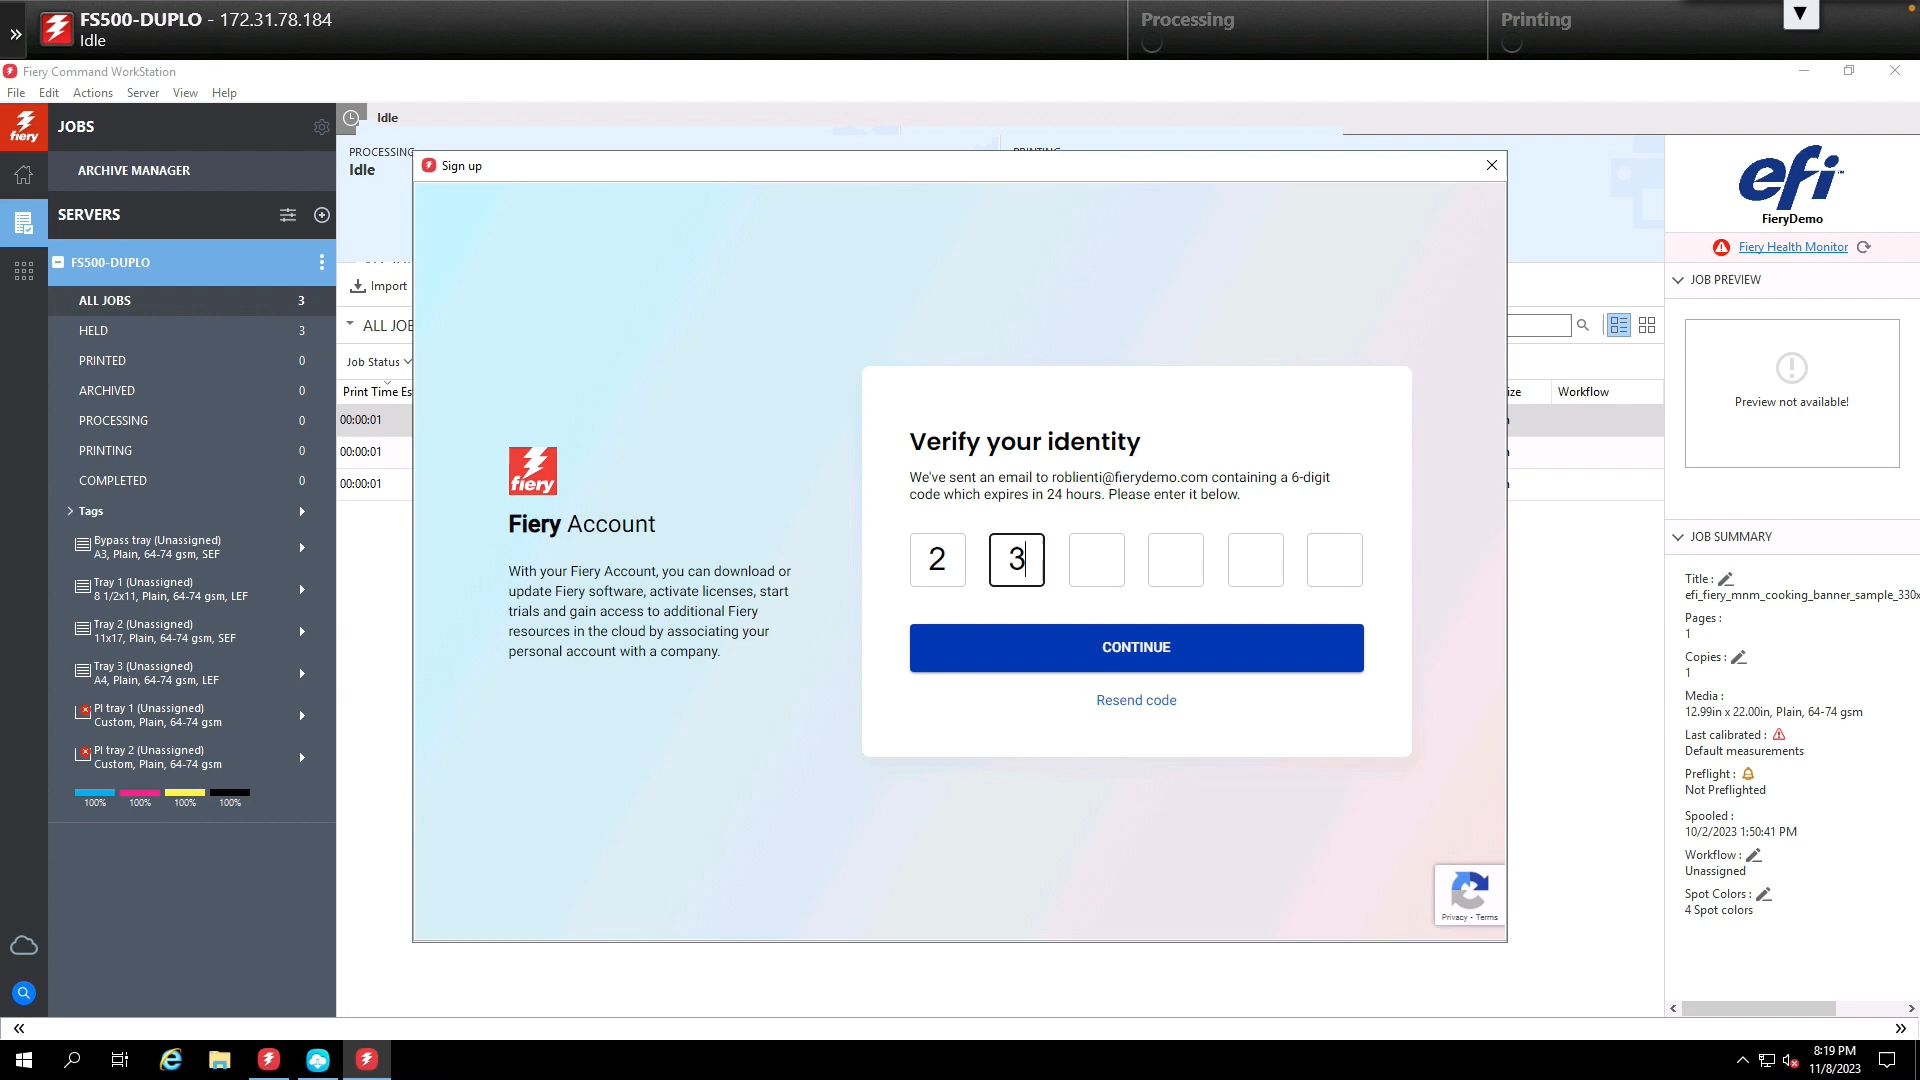 FS500-DUPLO - 172.31.78.184
Idle
Processing
Printing
Fiery Command WorkStation
File Edit Actions Server View Help
fiery
JOBS
ARCHIVE MANAGER
SERVERS
FS500-DUPLO
ALL JOBS 3
HELD 3
PRINTED 0
ARCHIVED 0
PROCESSING 0
PRINTING 0
COMPLETED 0
Tags
Bypass tray (Unassigned)
A3, Plain, 64-74 gsm, SEF
Tray 1 (Unassigned)
8 1/2x11, Plain, 64-74 gsm, LEF
Tray 2 (Unassigned)
11x17, Plain, 64-74 gsm, SEF
Tray 3 (Unassigned)
A4, Plain, 64-74 gsm, LEF
PI tray 1 (Unassigned)
Custom, Plain, 64-74 gsm
PI tray 2 (Unassigned)
Custom, Plain, 64-74 gsm
100% 100% 100% 100%
Idle
PROCESSING
Idle
PRINTING
Import
ALL JOB
Job Status
Print Time Es
ize
Workflow
00:00:01
00:00:01
00:00:01
Sign up
fiery
Fiery Account
With your Fiery Account, you can download or
update Fiery software, activate licenses, start
trials and gain access to additional Fiery
resources in the cloud by associating your
personal account with a company.
Verify your identity
We've sent an email to roblienti@fierydemo.com containing a 6-digit
code which expires in 24 hours. Please enter it below.
2 3
CONTINUE
Resend code
Privacy - Terms
efi
FieryDemo
Fiery Health Monitor
JOB PREVIEW
Preview not available!
JOB SUMMARY
Title :
efi_fiery_mnm_cooking_banner_sample_330x
Pages :
1
Copies :
1
Media :
12.99in x 22.00in, Plain, 64-74 gsm
Last calibrated :
Default measurements
Preflight :
Not Preflighted
Spooled :
10/2/2023 1:50:41 PM
Workflow :
Unassigned
Spot Colors :
4 Spot colors
8:19 PM
11/8/2023